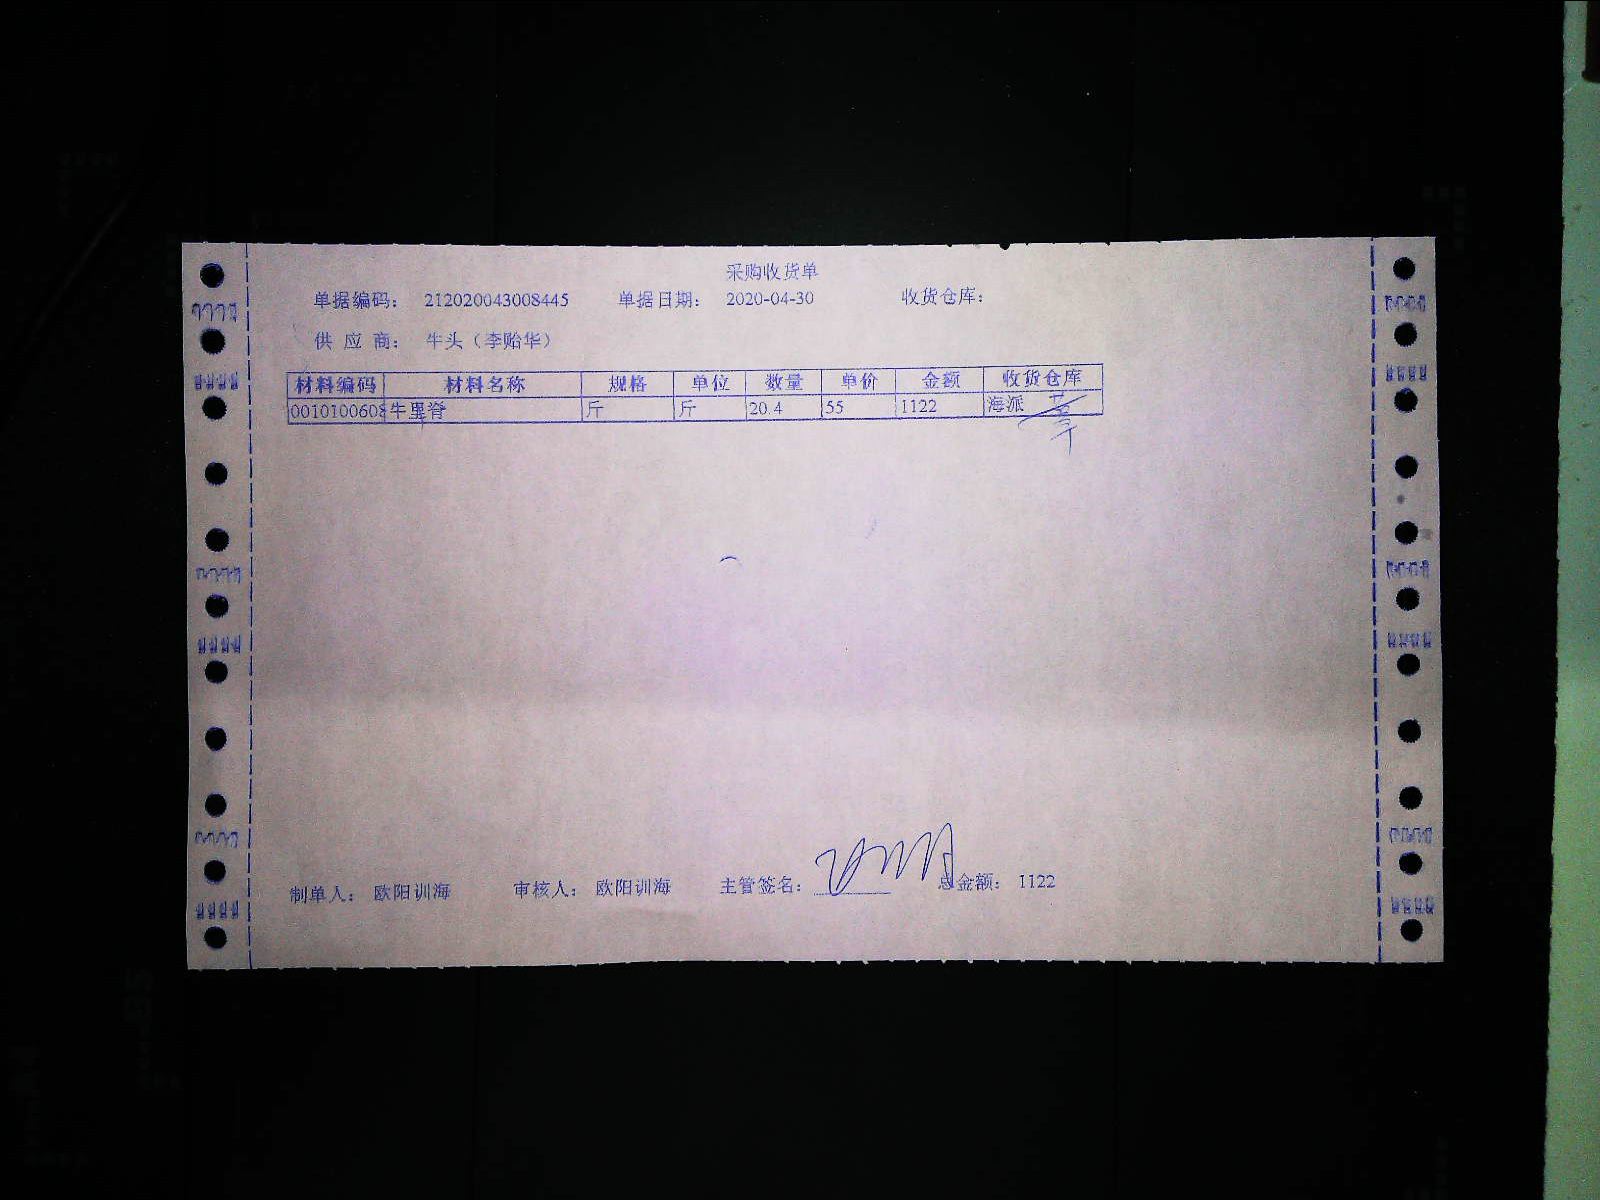 采购收货单
单据编码： 212020043008445 单据日期： 2020-04-30 收货仓库：
供 应 商： 牛头（李贻华）
材料编码 材料名称 规格 单位 数量 单价 金额 收货仓库
0010100608 牛里脊 斤 斤 20.4 55 1122 海派
制单人： 欧阳训海 审核人： 欧阳训海 主管签名： 总金额： 1122